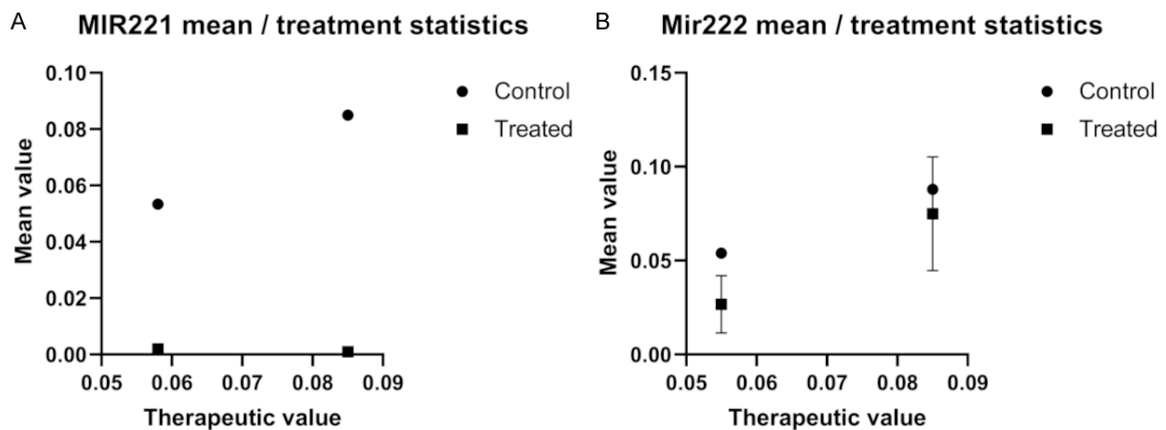 A
MIR221 mean / treatment statistics
0.10
0.08
0.06
0.04
0.02
0.00
Mean value
0.05 0.06 0.07 0.08 0.09
Therapeutic value
Control
Treated
B
Mir222 mean / treatment statistics
0.15
0.10
0.05
0.00
Mean value
0.05 0.06 0.07 0.08 0.09
Therapeutic value
Control
Treated